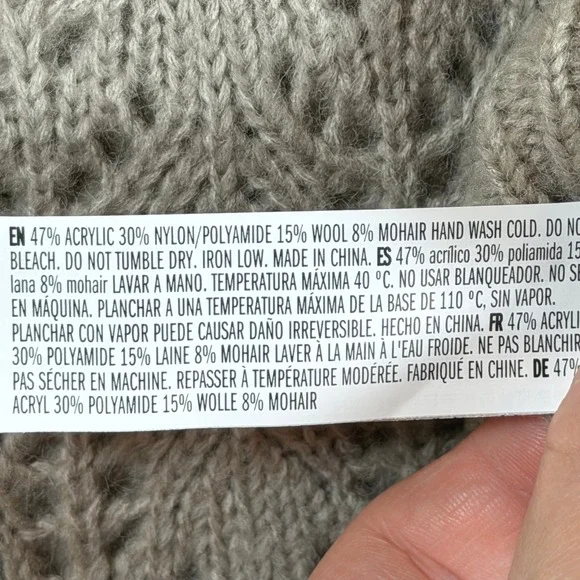 EN 47% ACRYLIC 30% NYLON/POLYAMIDE 15% WOOL 8% MOHAIR HAND WASH COLD. DO NO
BLEACH. DO NOT TUMBLE DRY. IRON LOW. MADE IN CHINA. ES 47% acrílico 30% poliamida 15
lana 8% mohair LAVAR A MANO. TEMPERATURA MÁXIMA 40 ºC. NO USAR BLANQUEADOR. NO S
EN MÁQUINA. PLANCHAR A UNA TEMPERATURA MÁXIMA DE LA BASE DE 110 ºC, SIN VAPOR.
PLANCHAR CON VAPOR PUEDE CAUSAR DAÑO IRREVERSIBLE. HECHO EN CHINA. FR 47% ACRYLI
30% POLYAMIDE 15% LAINE 8% MOHAIR LAVER À LA MAIN À L'EAU FROIDE. NE PAS BLANCHIR
PAS SÉCHER EN MACHINE. REPASSER À TEMPÉRATURE MODÉRÉE. FABRIQUÉ EN CHINE. DE 47%
ACRYL 30% POLYAMIDE 15% WOLLE 8% MOHAIR